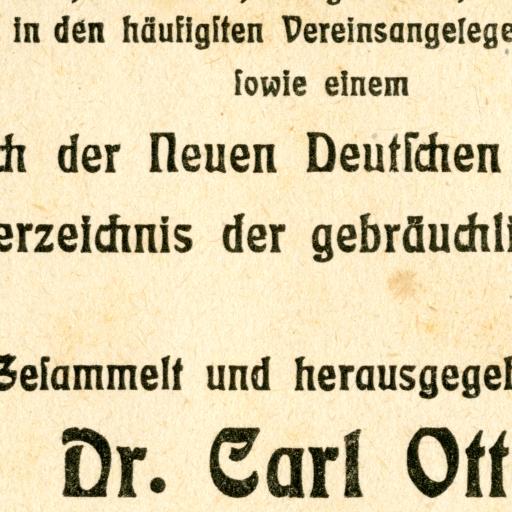 in den häufigſten Vereinsangelege
ſowie einem
ch der Neuen Deutſchen
erzeichnis der gebräuchli
Geſammelt und herausgegeb
Dr. Carl Ott